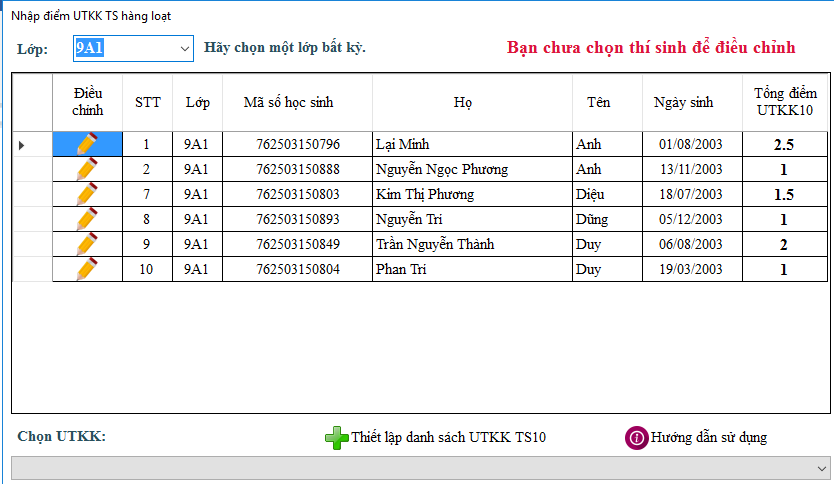 Nhập điểm UTKK TS hàng loạt
Lớp: 9A1 Hãy chọn một lớp bất kỳ. Bạn chưa chọn thí sinh để điều chỉnh
Điều chỉnh STT Lớp Mã số học sinh Họ Tên Ngày sinh Tổng điểm UTKK10
1 9A1 762503150796 Lại Minh Anh 01/08/2003 2.5
2 9A1 762503150888 Nguyễn Ngọc Phương Anh 13/11/2003 1
7 9A1 762503150803 Kim Thị Phương Diệu 18/07/2003 1.5
8 9A1 762503150893 Nguyễn Trí Dũng 05/12/2003 1
9 9A1 762503150849 Trần Nguyễn Thành Duy 06/08/2003 2
10 9A1 762503150804 Phan Trí Duy 19/03/2003 1
Chọn UTKK: Thiết lập danh sách UTKK TS10 Hướng dẫn sử dụng